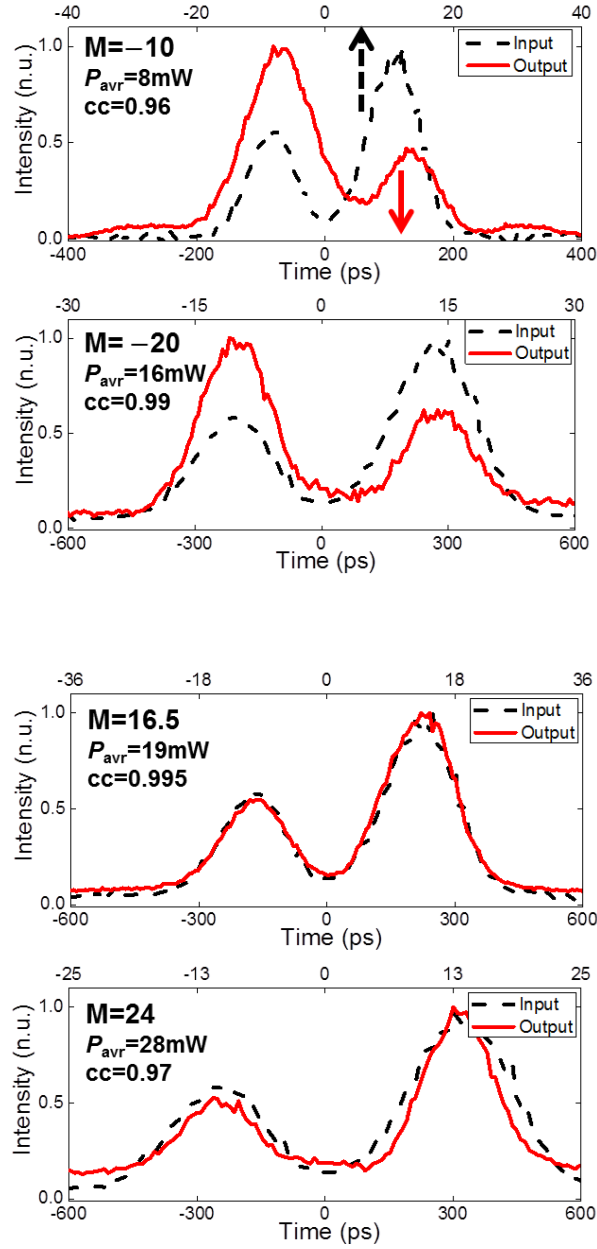 -40 -20 0 20 40
M=−10
Pavr=8mW
cc=0.96
Input
Output
Intensity (n.u.)
1.0
0.5
0.0
-400 -200 0 200 400
Time (ps)
-30 -15 0 15 30
M= −20
Pavr=16mW
cc=0.99
Input
Output
Intensity (n.u.)
1.0
0.5
0.0
-600 -300 0 300 600
Time (ps)
-36 -18 0 18 36
M=16.5
Pavr=19mW
cc=0.995
Input
Output
Intensity (n.u.)
1.0
0.5
0.0
-600 -300 0 300 600
Time (ps)
-25 -13 0 13 25
M=24
Pavr=28mW
cc=0.97
Input
Output
Intensity (n.u.)
1.0
0.5
0.0
-600 -300 0 300 600
Time (ps)